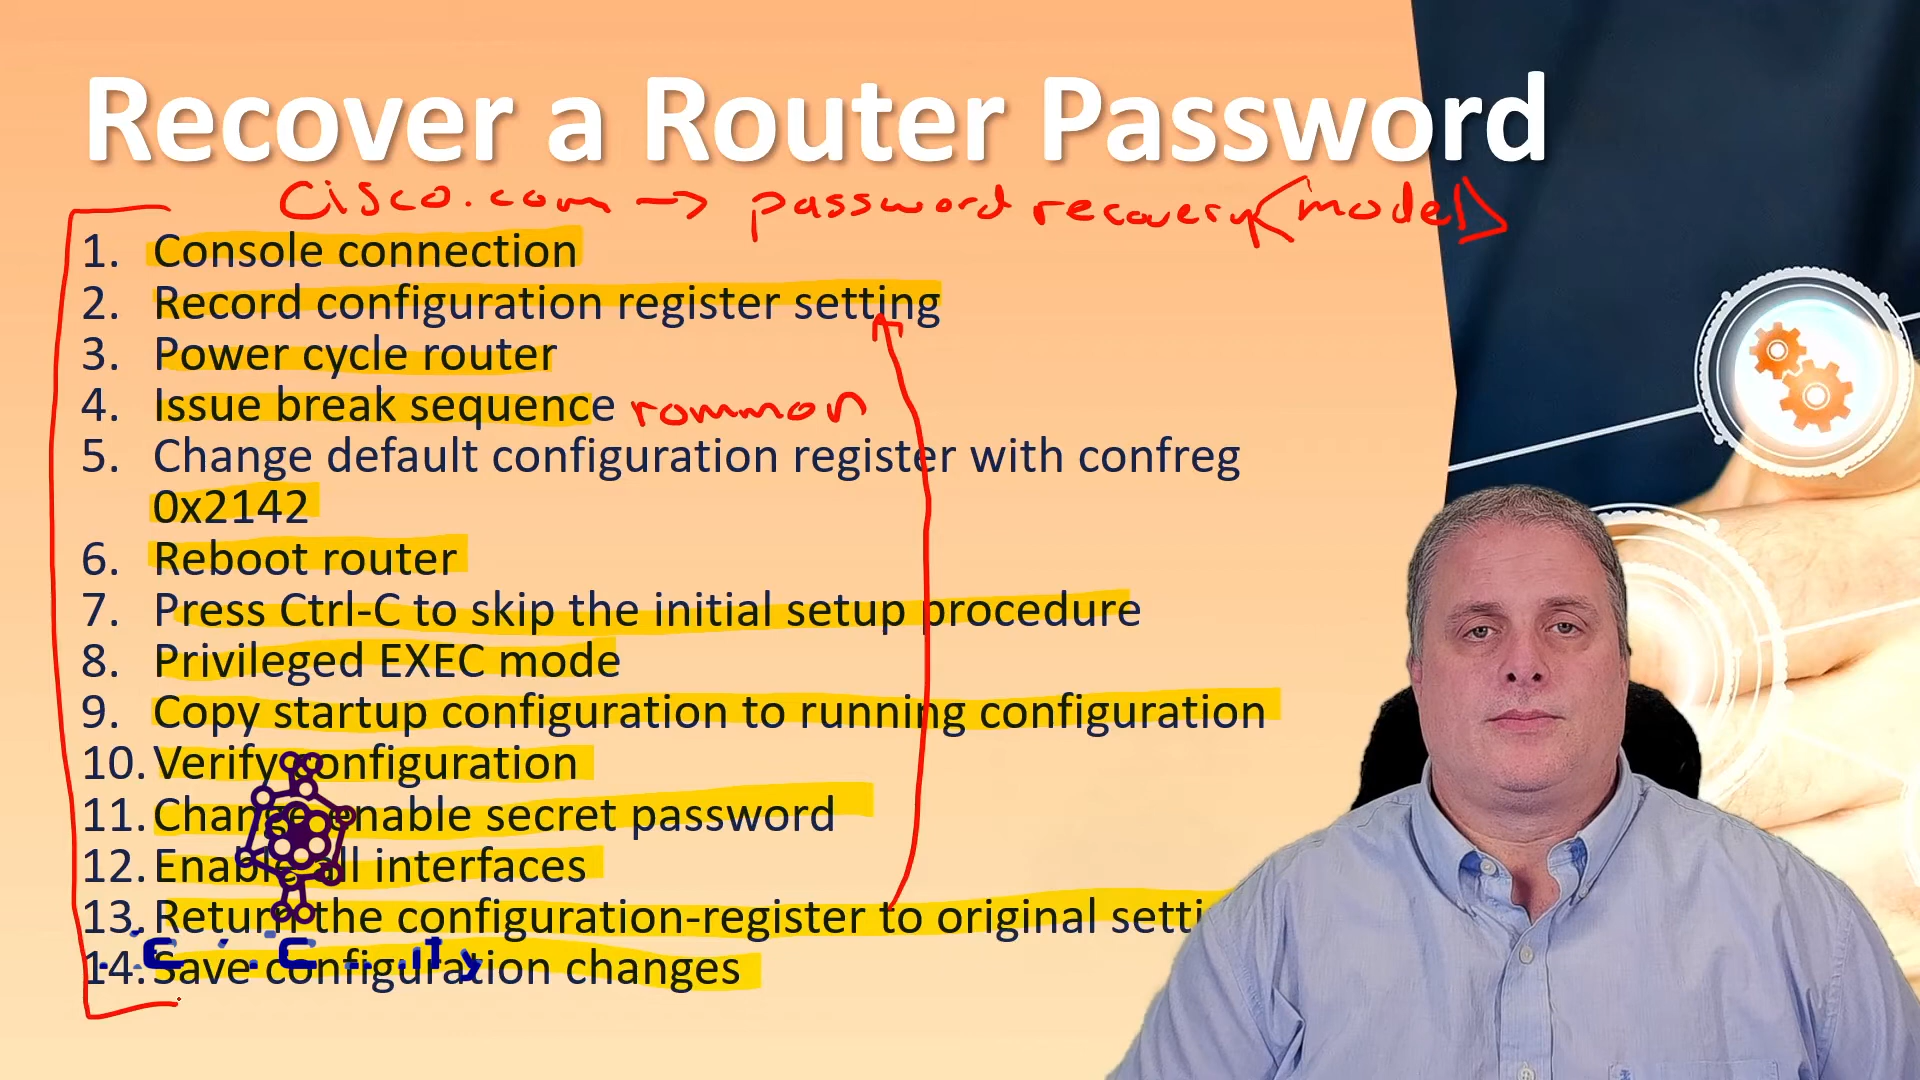 Recover a Router Password
Cisco.com → password recovery <model>
1. Console connection
2. Record configuration register setting
3. Power cycle router
4. Issue break sequence rommon
5. Change default configuration register with confreg
0x2142
6. Reboot router
7. Press Ctrl-C to skip the initial setup procedure
8. Privileged EXEC mode
9. Copy startup configuration to running configuration
10. Verify configuration
11. Change enable secret password
12. Enable all interfaces
13. Return the configuration-register to original
14. Save configuration changes